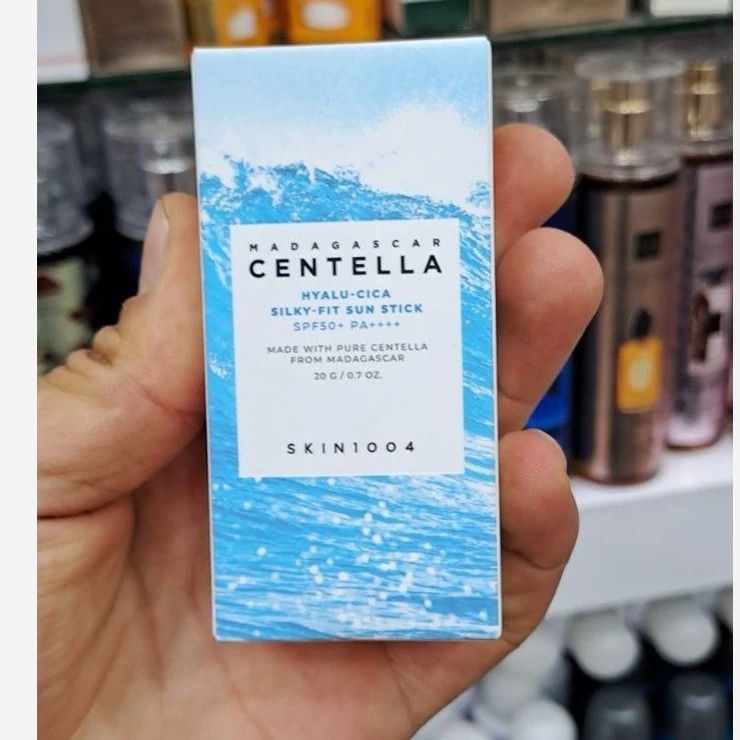 MADAGASCAR
CENTELLA
HYALU-CICA
SILKY-FIT SUN STICK
SPF50+ PA++++
MADE WITH PURE CENTELLA
FROM MADAGASCAR
20 G / 0.7 OZ.
SKIN1004